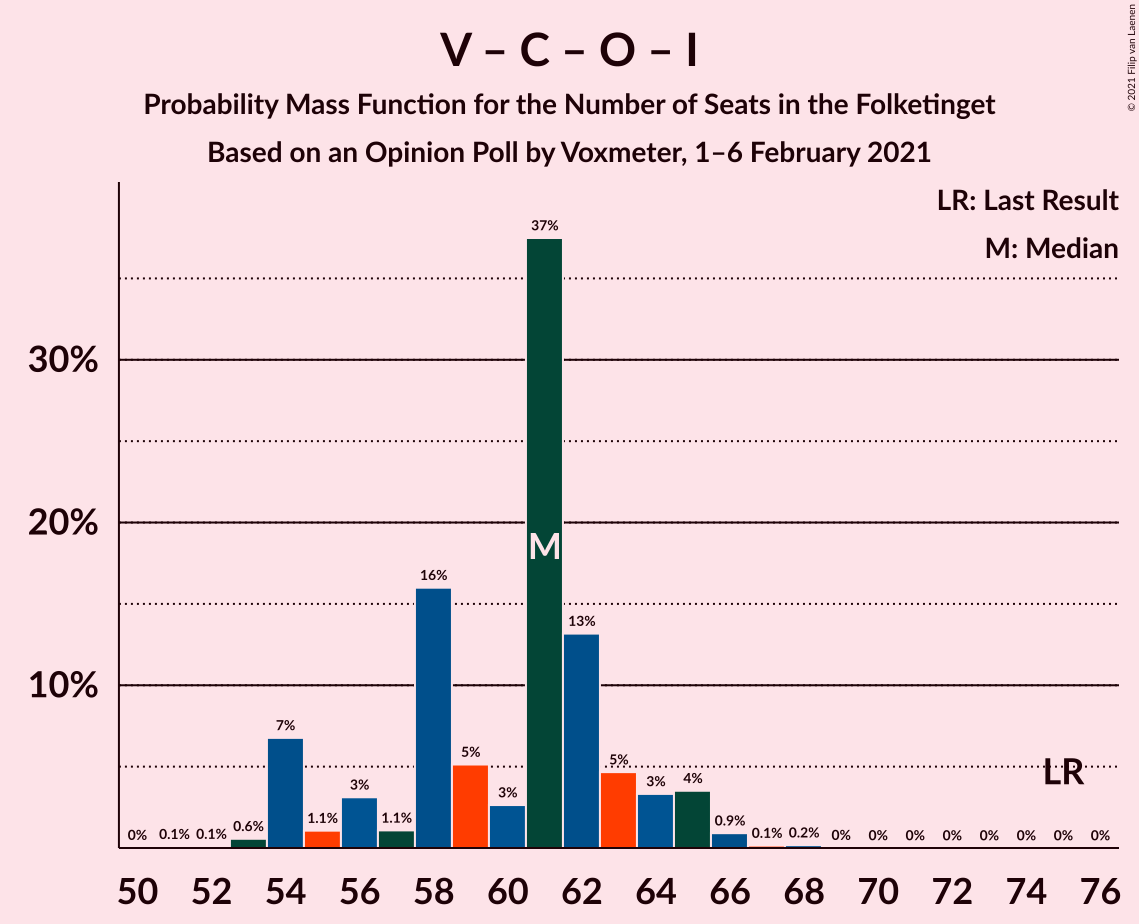 V – C – O – I
Probability Mass Function for the Number of Seats in the Folketinget
Based on an Opinion Poll by Voxmeter, 1–6 February 2021
© 2021 Filip van Laenen
LR: Last Result
M: Median
30%
20%
10%
0% 0.1% 0.1% 0.6% 7% 1.1% 3% 1.1% 16% 5% 3% 37% 13% 5% 3% 4% 0.9% 0.1% 0.2% 0% 0% 0% 0% 0% 0% 0% 0%
M
LR
50 52 54 56 58 60 62 64 66 68 70 72 74 76